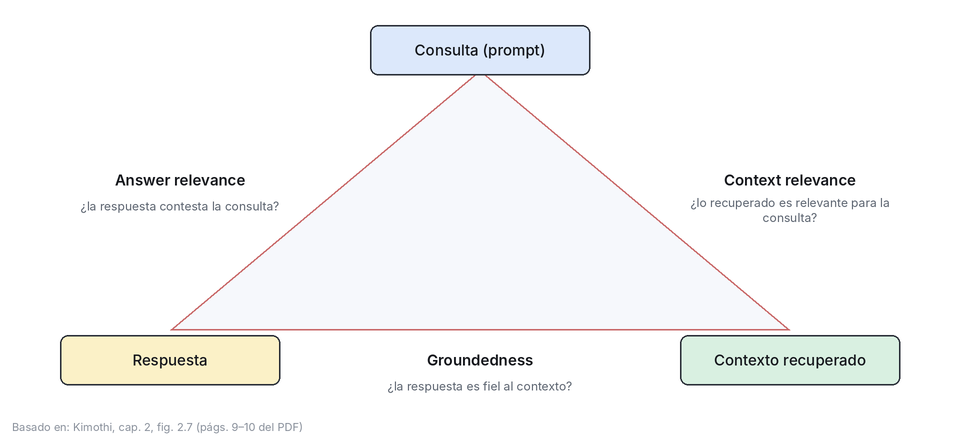 Consulta (prompt)
Answer relevance
¿la respuesta contesta la consulta?
Context relevance
¿lo recuperado es relevante para la
consulta?
Respuesta
Groundedness
¿la respuesta es fiel al contexto?
Contexto recuperado
Basado en: Kimothi, cap. 2, fig. 2.7 (págs. 9–10 del PDF)